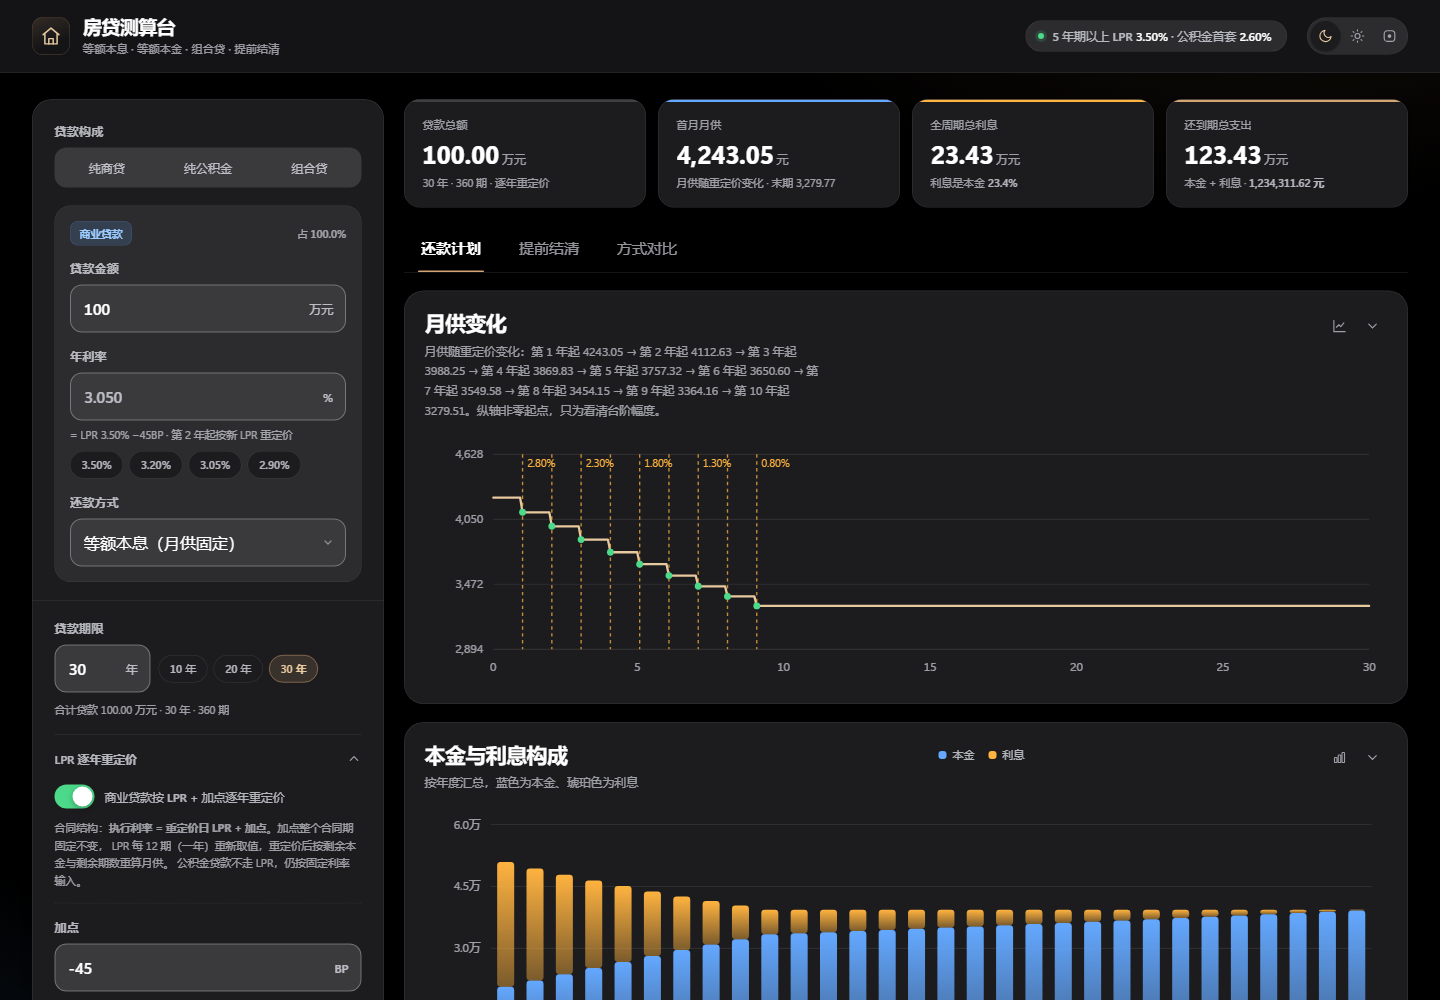 房贷测算台
等额本息 · 等额本金 · 组合贷 · 提前结清
5 年期以上 LPR 3.50% · 公积金首套 2.60%
贷款构成
纯商贷
纯公积金
组合贷
商业贷款
占 100.0%
贷款金额
100
万元
年利率
3.050
%
= LPR 3.50% −45BP · 第 2 年起按新 LPR 重定价
3.50%
3.20%
3.05%
2.90%
还款方式
等额本息（月供固定）
贷款期限
30
年
10 年
20 年
30 年
合计贷款 100.00 万元 · 30 年 · 360 期
LPR 逐年重定价
商业贷款按 LPR + 加点逐年重定价
合同结构：执行利率 = 重定价日 LPR + 加点。加点整个合同期
固定不变， LPR 每 12 期（一年）重新取值，重定价后按剩余本
金与剩余期数重算月供。 公积金贷款不走 LPR，仍按固定利率
输入。
加点
-45
BP
贷款总额
100.00 万元
30 年 · 360 期 · 逐年重定价
首月月供
4,243.05 元
月供随重定价变化 · 末期 3,279.77
全周期总利息
23.43 万元
利息是本金 23.4%
还到期总支出
123.43 万元
本金 + 利息 · 1,234,311.62 元
还款计划
提前结清
方式对比
月供变化
月供随重定价变化：第 1 年起 4243.05 → 第 2 年起 4112.63 → 第 3 年起
3988.25 → 第 4 年起 3869.83 → 第 5 年起 3757.32 → 第 6 年起 3650.60 → 第
7 年起 3549.58 → 第 8 年起 3454.15 → 第 9 年起 3364.16 → 第 10 年起
3279.51。纵轴非零起点，只为看清台阶幅度。
4,628
4,050
3,472
2,894
2.80%
2.30%
1.80%
1.30%
0.80%
0
5
10
15
20
25
30
本金与利息构成
按年度汇总，蓝色为本金、琥珀色为利息
本金
利息
6.0万
4.5万
3.0万